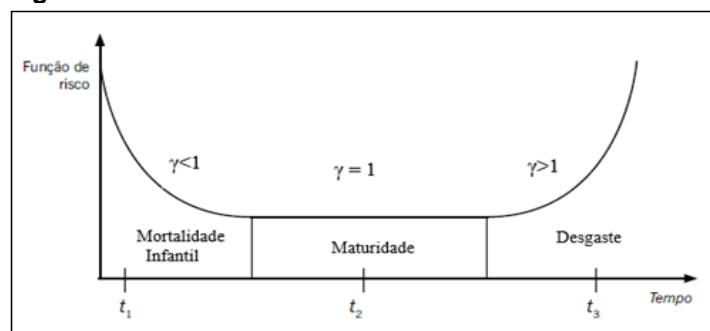 Função de
risco
γ<1
γ = 1
γ>1
Mortalidade
Infantil
Maturidade
Desgaste
t₁
t₂
t₃
Tempo